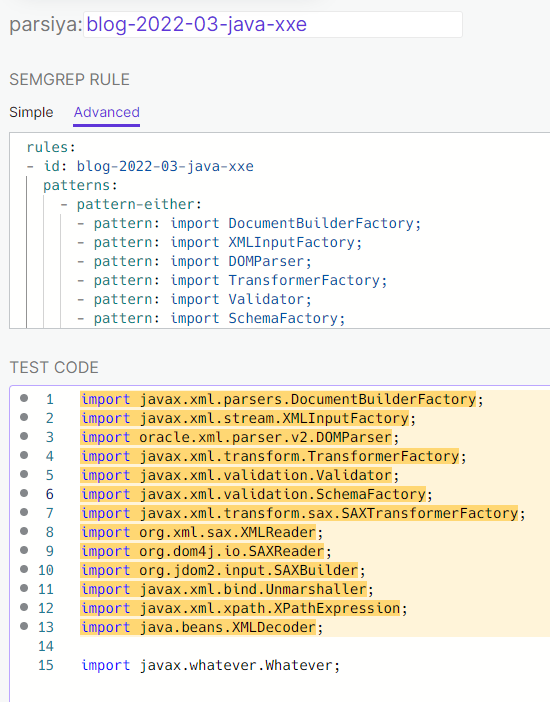 parsiya: blog-2022-03-java-xxe
SEMGREP RULE
Simple Advanced
rules:
- id: blog-2022-03-java-xxe
patterns:
- pattern-either:
- pattern: import DocumentBuilderFactory;
- pattern: import XMLInputFactory;
- pattern: import DOMParser;
- pattern: import TransformerFactory;
- pattern: import Validator;
- pattern: import SchemaFactory;
TEST CODE
1 import javax.xml.parsers.DocumentBuilderFactory;
2 import javax.xml.stream.XMLInputFactory;
3 import oracle.xml.parser.v2.DOMParser;
4 import javax.xml.transform.TransformerFactory;
5 import javax.xml.validation.Validator;
6 import javax.xml.validation.SchemaFactory;
7 import javax.xml.transform.sax.SAXTransformerFactory;
8 import org.xml.sax.XMLReader;
9 import org.dom4j.io.SAXReader;
10 import org.jdom2.input.SAXBuilder;
11 import javax.xml.bind.Unmarshaller;
12 import javax.xml.xpath.XPathExpression;
13 import java.beans.XMLDecoder;
14
15 import javax.whatever.Whatever;